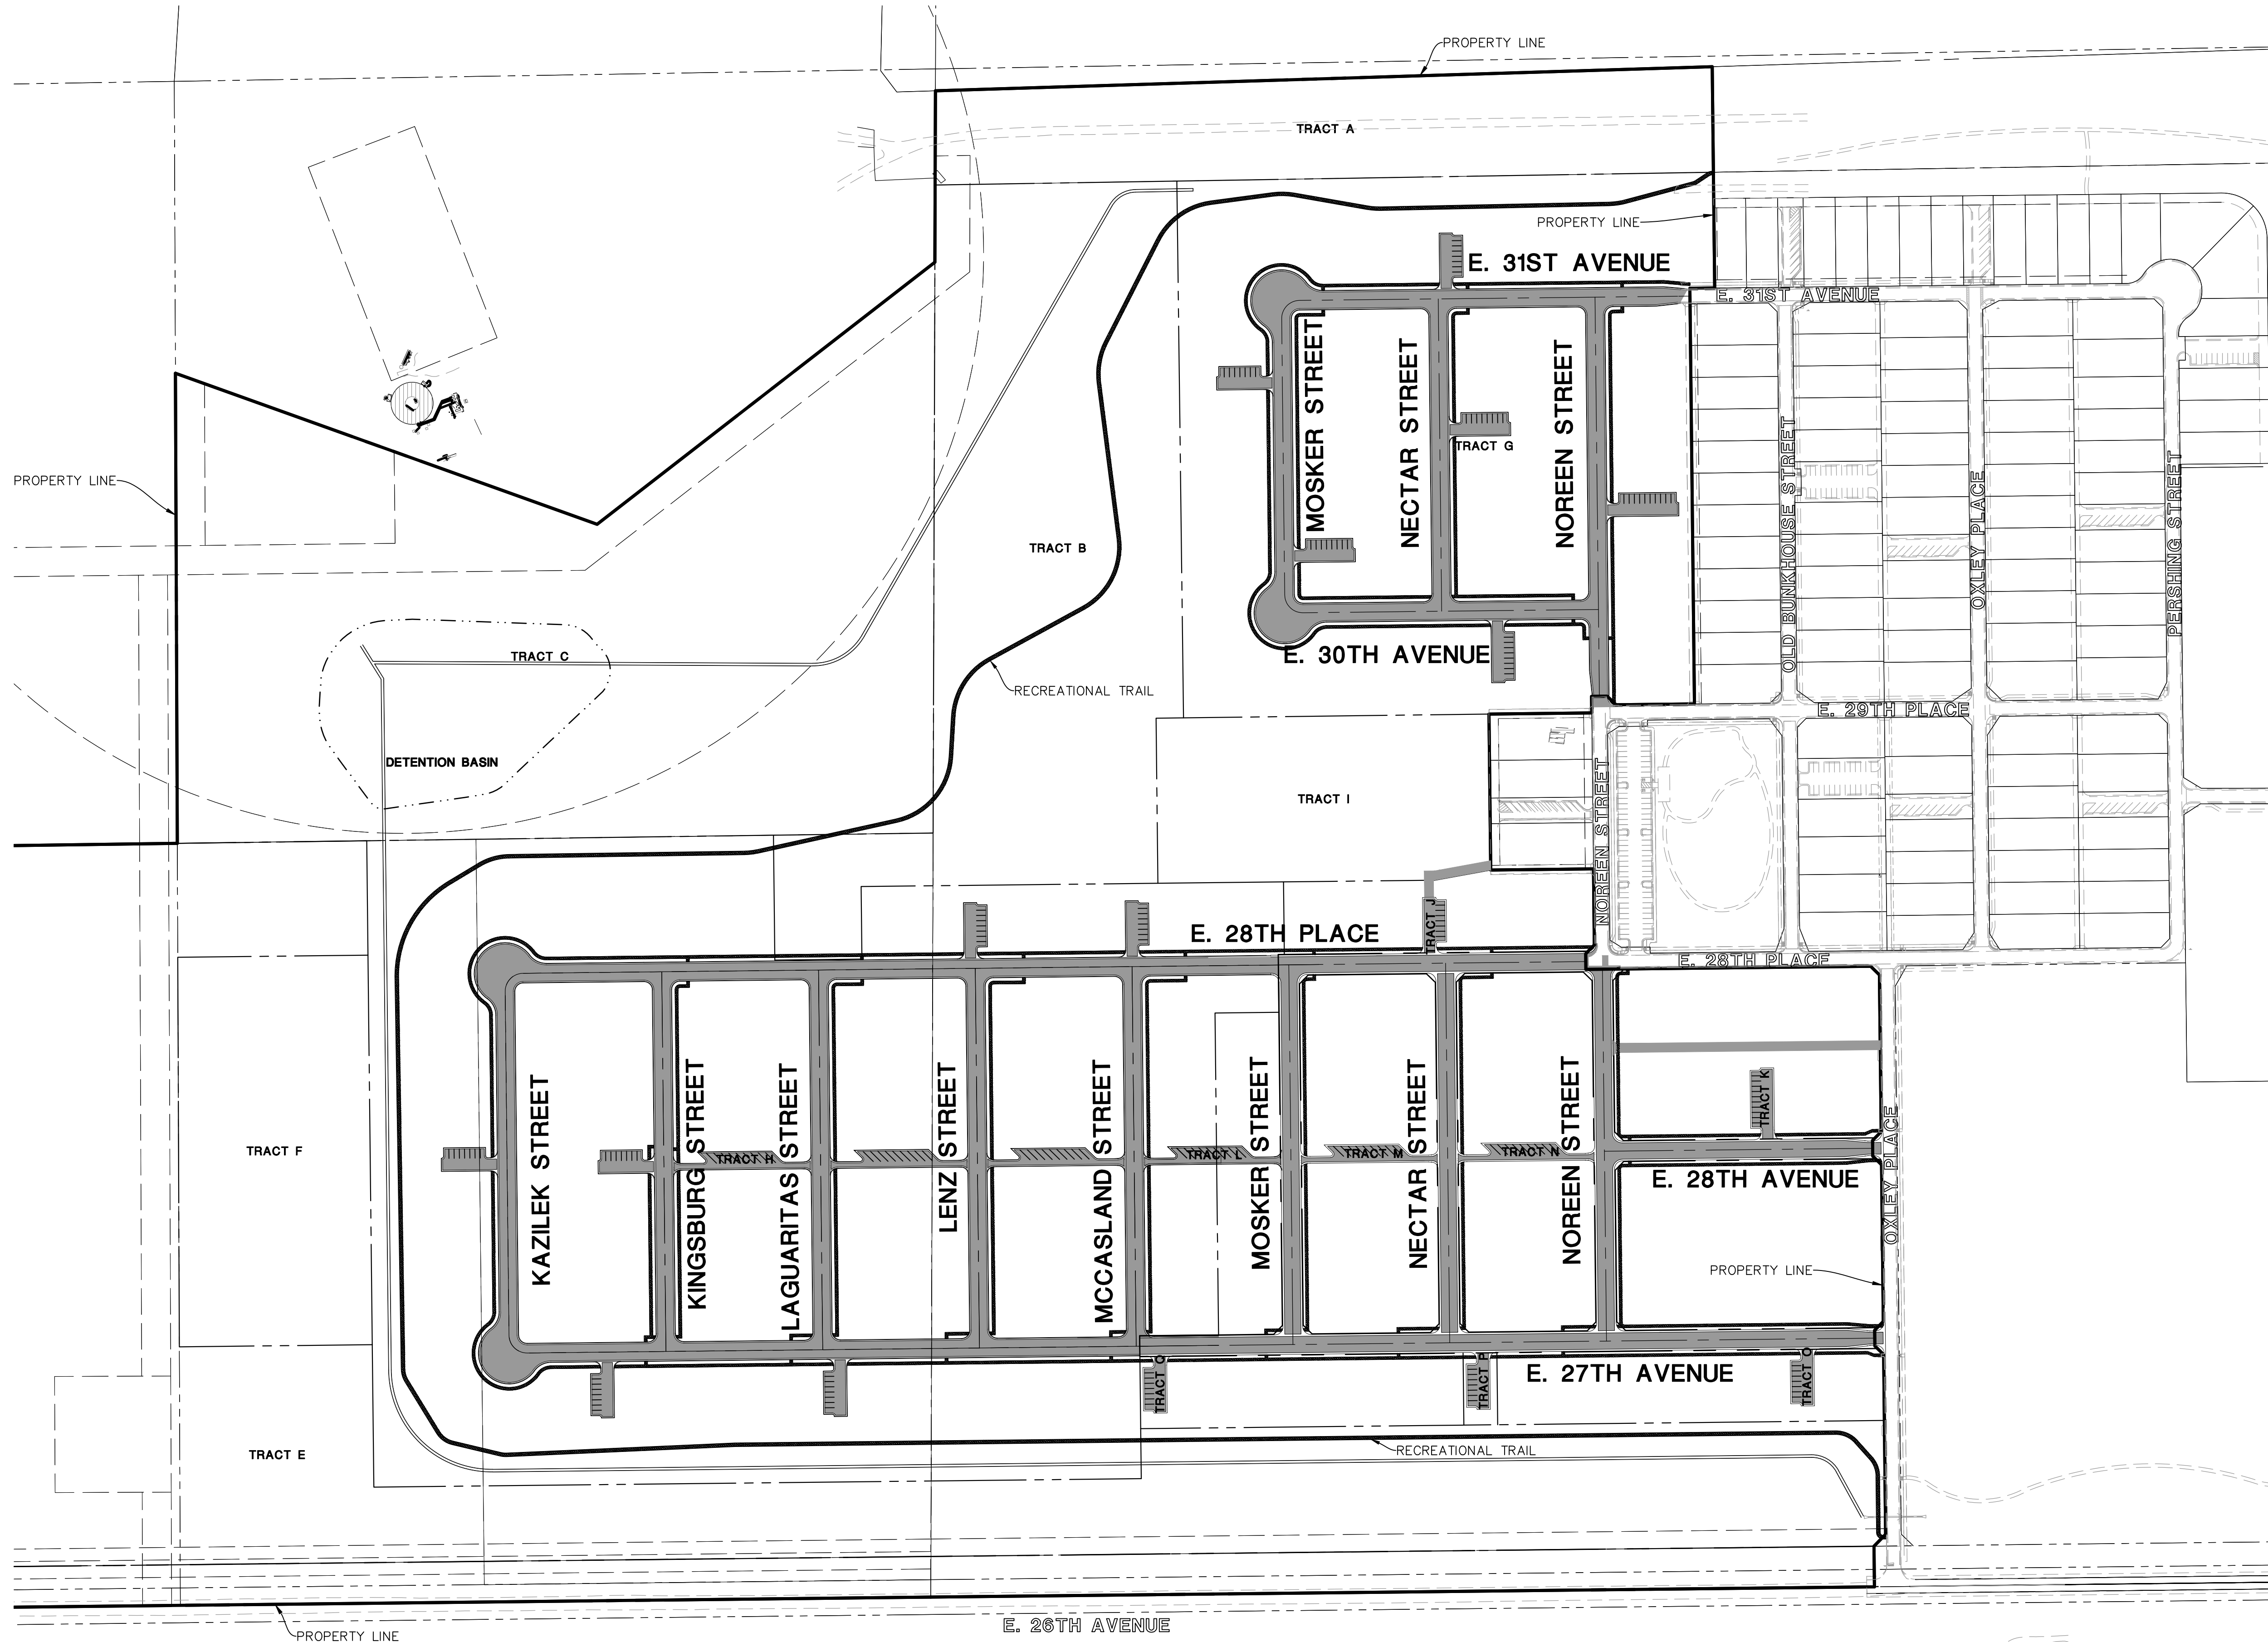 PROPERTY LINE
TRACT A
PROPERTY LINE
E. 31ST AVENUE
E. 31ST AVENUE
MOSKER STREET
NECTAR STREET
NOREEN STREET
TRACT G
OLD BUNKHOUSE STREET
OXLEY PLACE
PERSHING STREET
PROPERTY LINE
TRACT B
TRACT C
E. 30TH AVENUE
RECREATIONAL TRAIL
E. 29TH PLACE
DETENTION BASIN
TRACT I
NOREEN STREET
TRACT J
E. 28TH PLACE
E. 28TH PLACE
KAZILEK STREET
KINGSBURG STREET
LAGUARITAS STREET
LENZ STREET
MCCASLAND STREET
MOSKER STREET
NECTAR STREET
NOREEN STREET
TRACT K
TRACT F
TRACT H
TRACT L
TRACT M
TRACT N
E. 28TH AVENUE
OXLEY PLACE
PROPERTY LINE
TRACT
TRACT
TRACT O
E. 27TH AVENUE
TRACT E
RECREATIONAL TRAIL
E. 26TH AVENUE
PROPERTY LINE